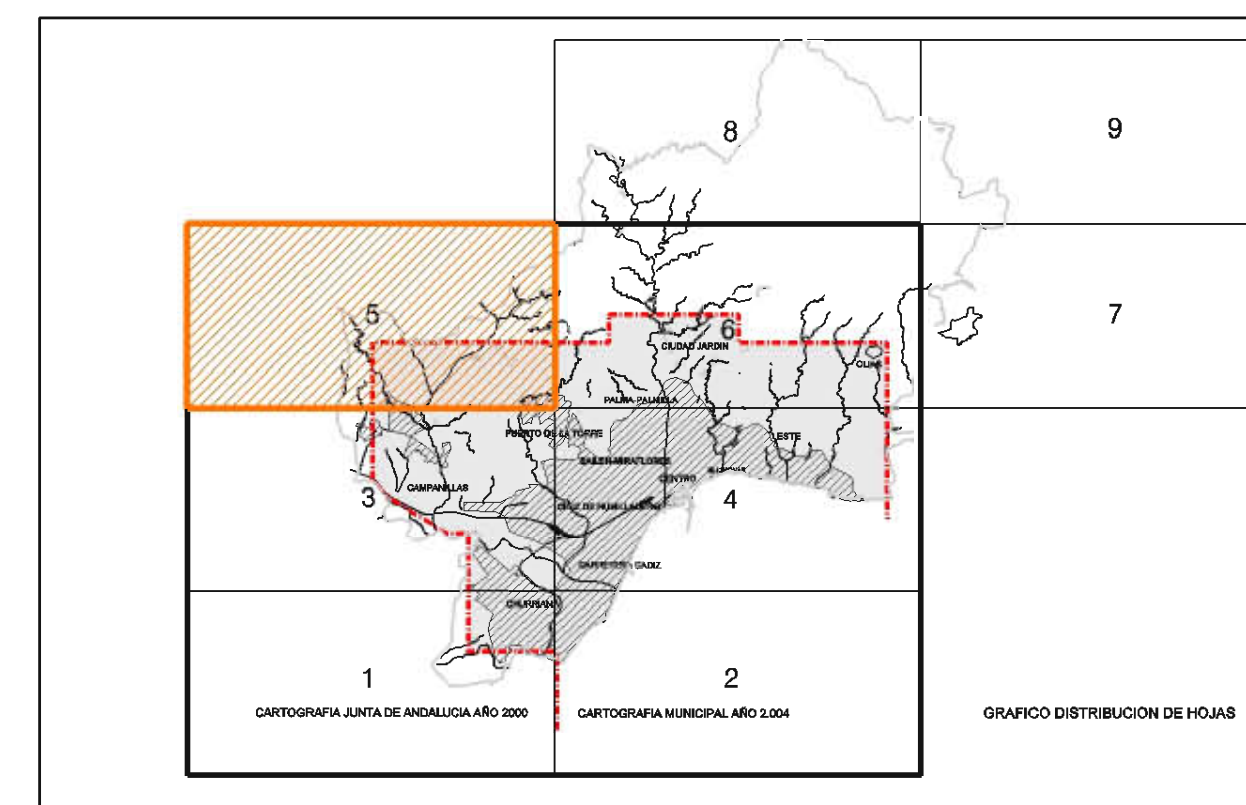 8
9
5
6
7
CIUDAD JARDIN
OLIAS
PALMA-PALMILLA
PUERTO DE LA TORRE
BAILEN-MIRAFLORES
LESTE
CENTRO
CAMPANILLAS
3
4
CRUZ DE HUMILLADERO
CARRETERA CADIZ
CHURRIANA
1
2
CARTOGRAFIA JUNTA DE ANDALUCIA AÑO 2000
CARTOGRAFIA MUNICIPAL AÑO 2.004
GRAFICO DISTRIBUCION DE HOJAS